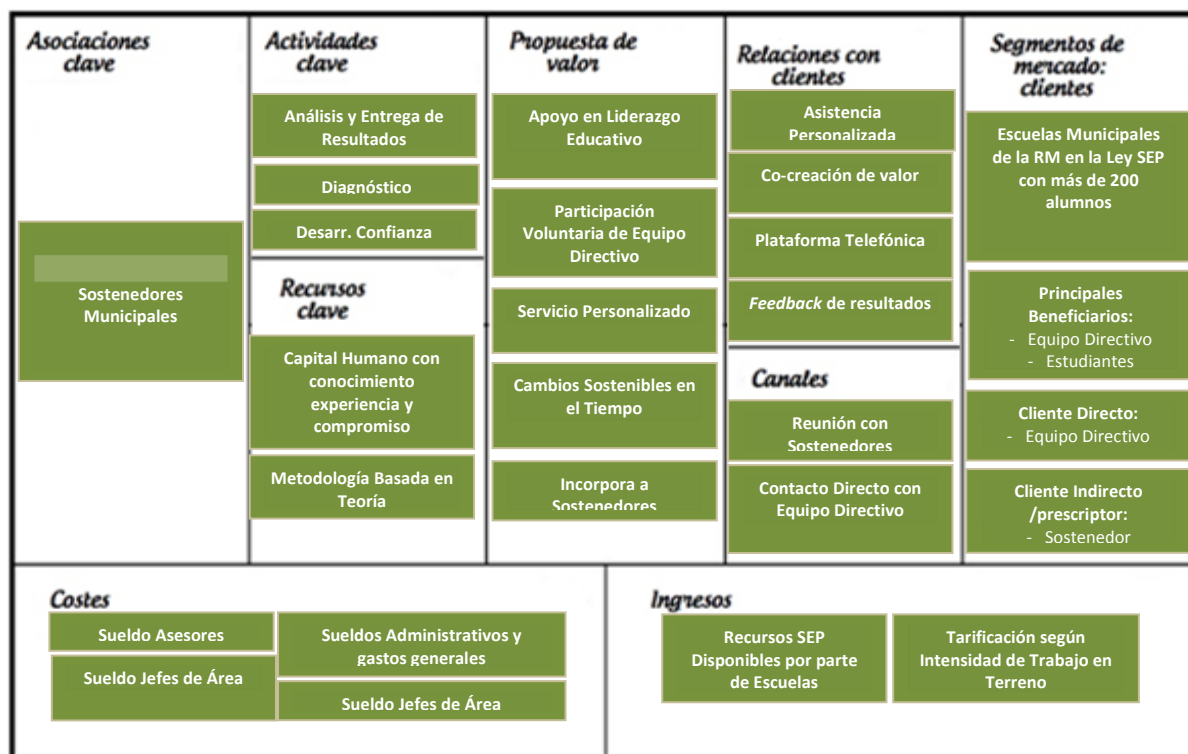 Asociaciones
clave
Sostenedores
Municipales
Actividades
clave
Análisis y Entrega de
Resultados
Diagnóstico
Desarr. Confianza
Recursos
clave
Capital Humano con
conocimiento
experiencia y
compromiso
Metodología Basada en
Teoría
Propuesta de
valor
Apoyo en Liderazgo
Educativo
Participación
Voluntaria de Equipo
Directivo
Servicio Personalizado
Cambios Sostenibles en
el Tiempo
Incorpora a
Sostenedores
Relaciones con
clientes
Asistencia
Personalizada
Co-creación de valor
Plataforma Telefónica
Feedback de resultados
Canales
Reunión con
Sostenedores
Contacto Directo con
Equipo Directivo
Segmentos de
mercado:
clientes
Escuelas Municipales
de la RM en la Ley SEP
con más de 200
alumnos
Principales
Beneficiarios:
- Equipo Directivo
- Estudiantes
Cliente Directo:
- Equipo Directivo
Cliente Indirecto
/prescriptor:
- Sostenedor
Costes
Sueldo Asesores
Sueldo Jefes de Área
Sueldos Administrativos y
gastos generales
Sueldo Jefes de Área
Ingresos
Recursos SEP
Disponibles por parte
de Escuelas
Tarificación según
Intensidad de Trabajo en
Terreno